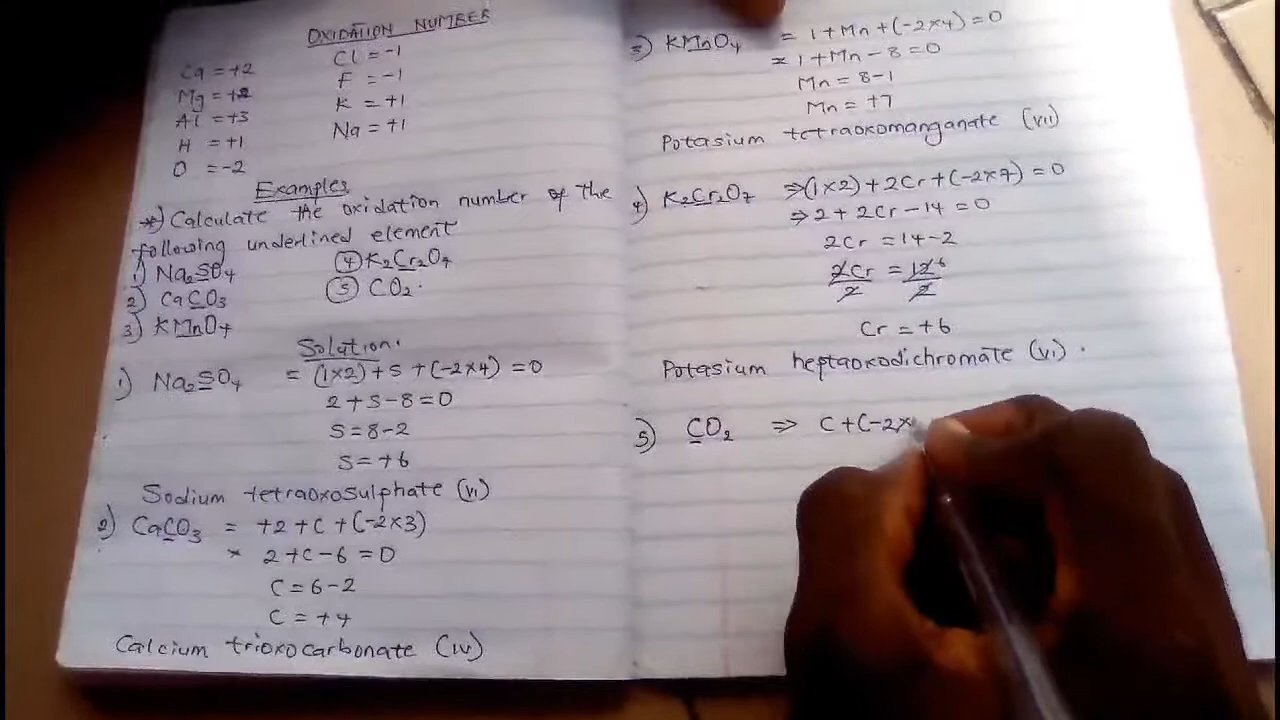 OXIDATION NUMBER
Ca = +2
Mg = +2
Al = +3
H = +1
O = -2
Cl = -1
F = -1
K = +1
Na = +1
Examples
*) Calculate the oxidation number of the
following underlined element
1) Na2SO4
2) CaCO3
3) KMnO4
④ K2Cr2O7
⑤ CO2.
Solution.
1) Na2SO4 = (1×2) + S + (-2×4) = 0
2 + S - 8 = 0
S = 8 - 2
S = +6
Sodium tetraoxosulphate (vi)
2) CaCO3 = +2 + C + (-2×3)
2 + C - 6 = 0
C = 6 - 2
C = +4
Calcium trioxocarbonate (iv)
3) KMnO4 = 1 + Mn + (-2×4) = 0
= 1 + Mn - 8 = 0
Mn = 8 - 1
Mn = +7
Potasium tetraoxomanganate (vii)
4) K2Cr2O7 ⇒ (1×2) + 2Cr + (-2×7) = 0
⇒ 2 + 2Cr - 14 = 0
2Cr = 14 - 2
2Cr/2 = 12/2 6
Cr = +6
Potasium heptaoxodichromate (vi).
5) CO2 ⇒ C + (-2×